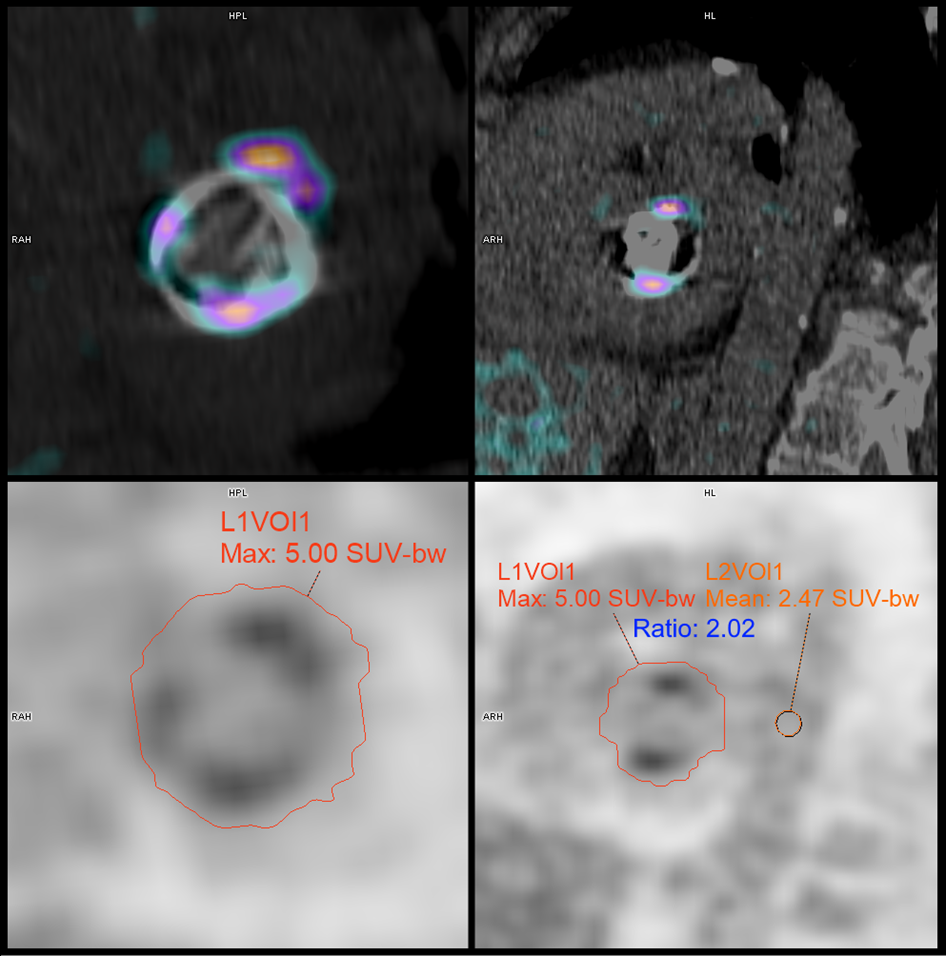 HPL
HL
RAH
ARH
HPL
L1VOI1
Max: 5.00 SUV-bw
HL
L1VOI1
Max: 5.00 SUV-bw
L2VOI1
Mean: 2.47 SUV-bw
Ratio: 2.02
RAH
ARH